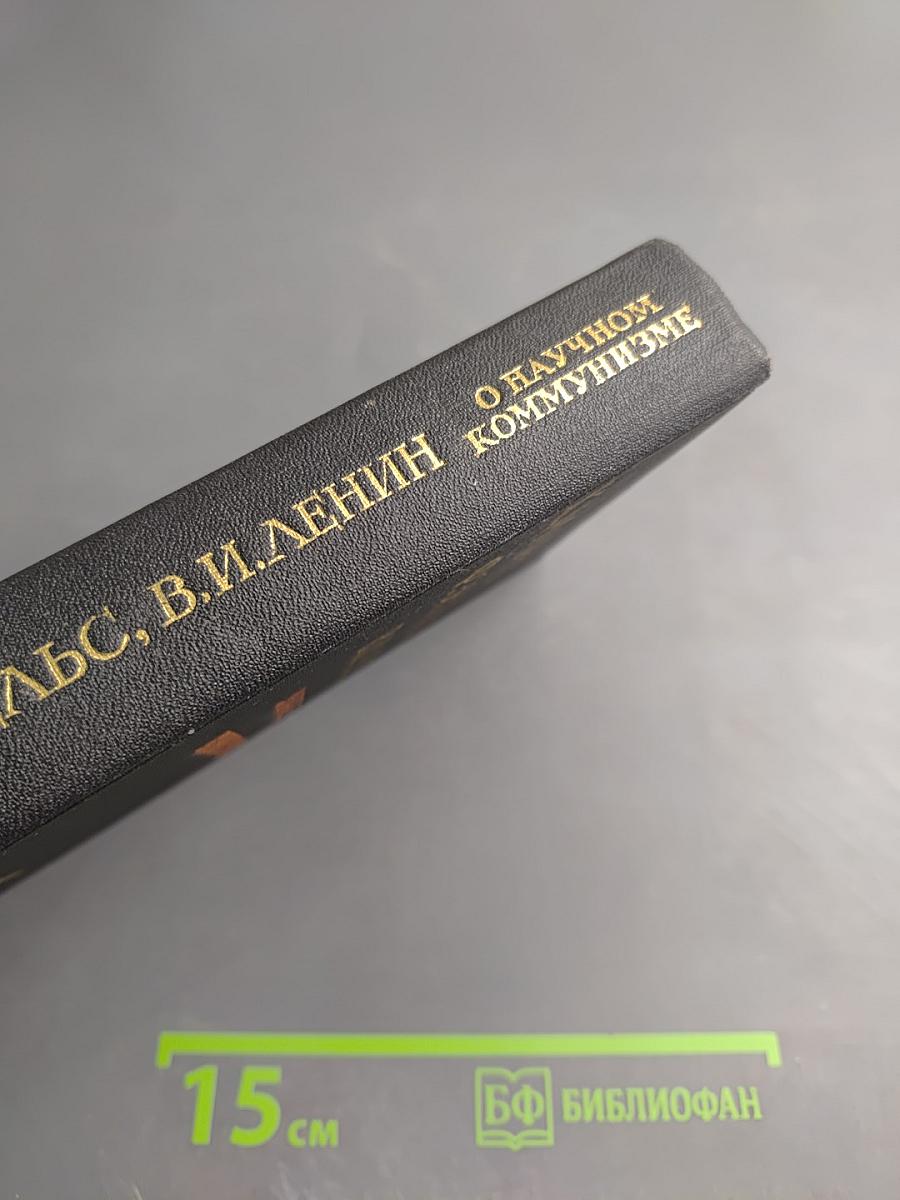 ЛЬС, В.И.ЛЕНИН
О НАУЧНОМ
КОММУНИЗМЕ
15 см
БФ БИБЛИОФАН